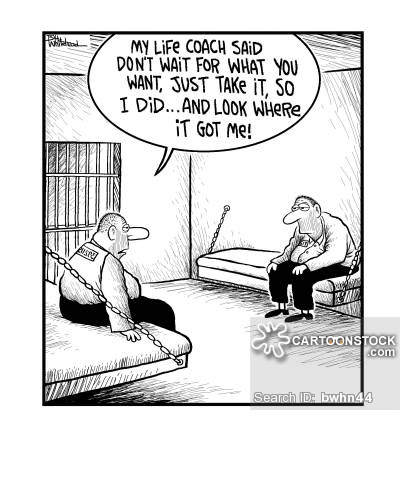 MY LIFE COACH SAID
DON'T WAIT FOR WHAT YOU
WANT, JUST TAKE IT, SO
I DID...AND LOOK WHERE
IT GOT ME!
CARTOONSTOCK
.com
Search ID: bwhn44